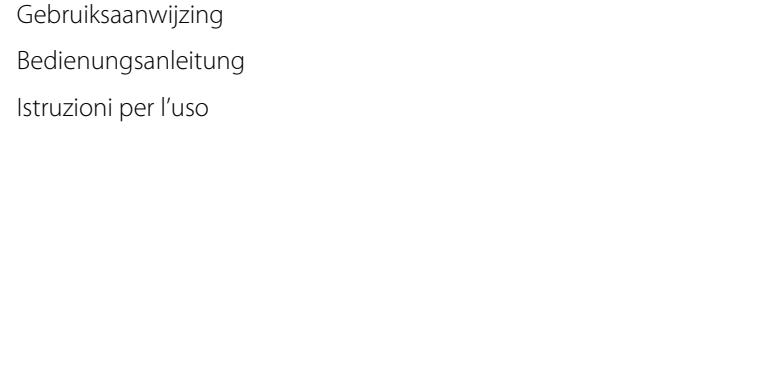 Gebruiksaanwijzing
Bedienungsanleitung
Istruzioni per l’uso